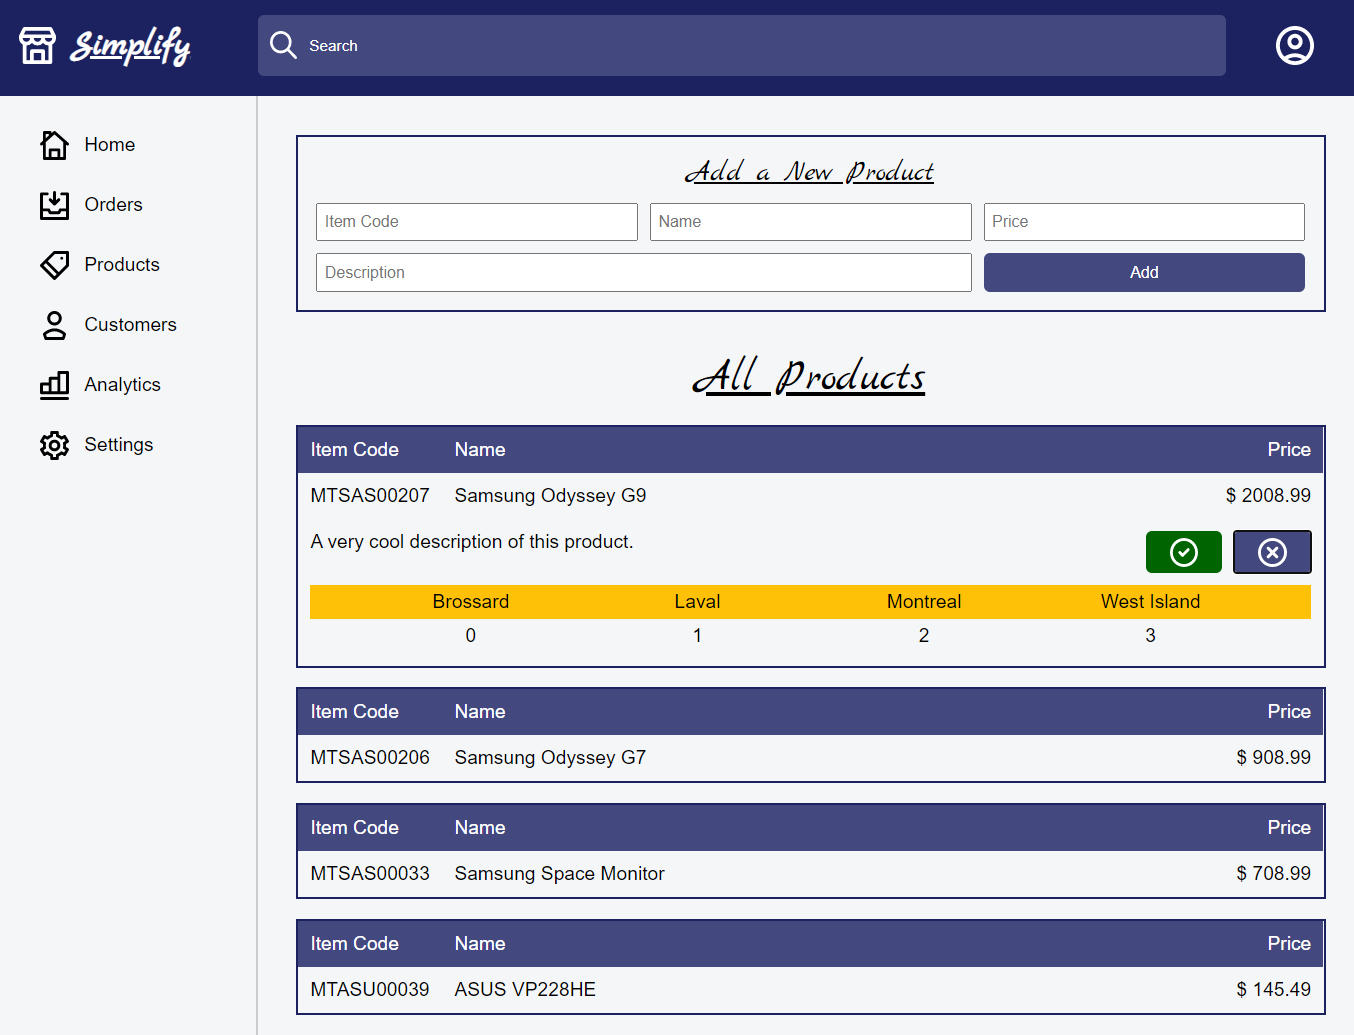 Simplify
Search
Home
Orders
Products
Customers
Analytics
Settings
Add a New Product
Item Code Name Price
Description Add
All Products
Item Code Name Price
MTSAS00207 Samsung Odyssey G9 $ 2008.99
A very cool description of this product.
Brossard Laval Montreal West Island
0 1 2 3
Item Code Name Price
MTSAS00206 Samsung Odyssey G7 $ 908.99
Item Code Name Price
MTSAS00033 Samsung Space Monitor $ 708.99
Item Code Name Price
MTASU00039 ASUS VP228HE $ 145.49